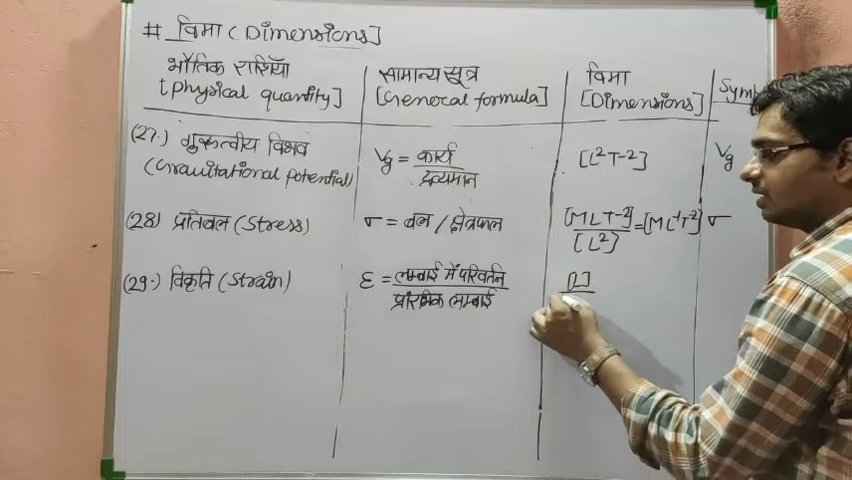 # विमा (Dimensions]
भौतिक राशियाँ
[Physical quantity]
सामान्य सूत्र
[General formula]
विमा
[Dimensions]
Sym
(27.) गुरुत्वीय विभव
(Gravitational potential)
Vg = कार्य / द्रव्यमान
[L²T⁻²]
Vg
(28) प्रतिबल (Stress)
σ = बल / क्षेत्रफल
[MLT⁻²] / [L²] = [ML⁻¹T⁻²]
σ
(29.) विकृति (Strain)
ε = लम्बाई में परिवर्तन / प्रारंभिक लम्बाई
[L]